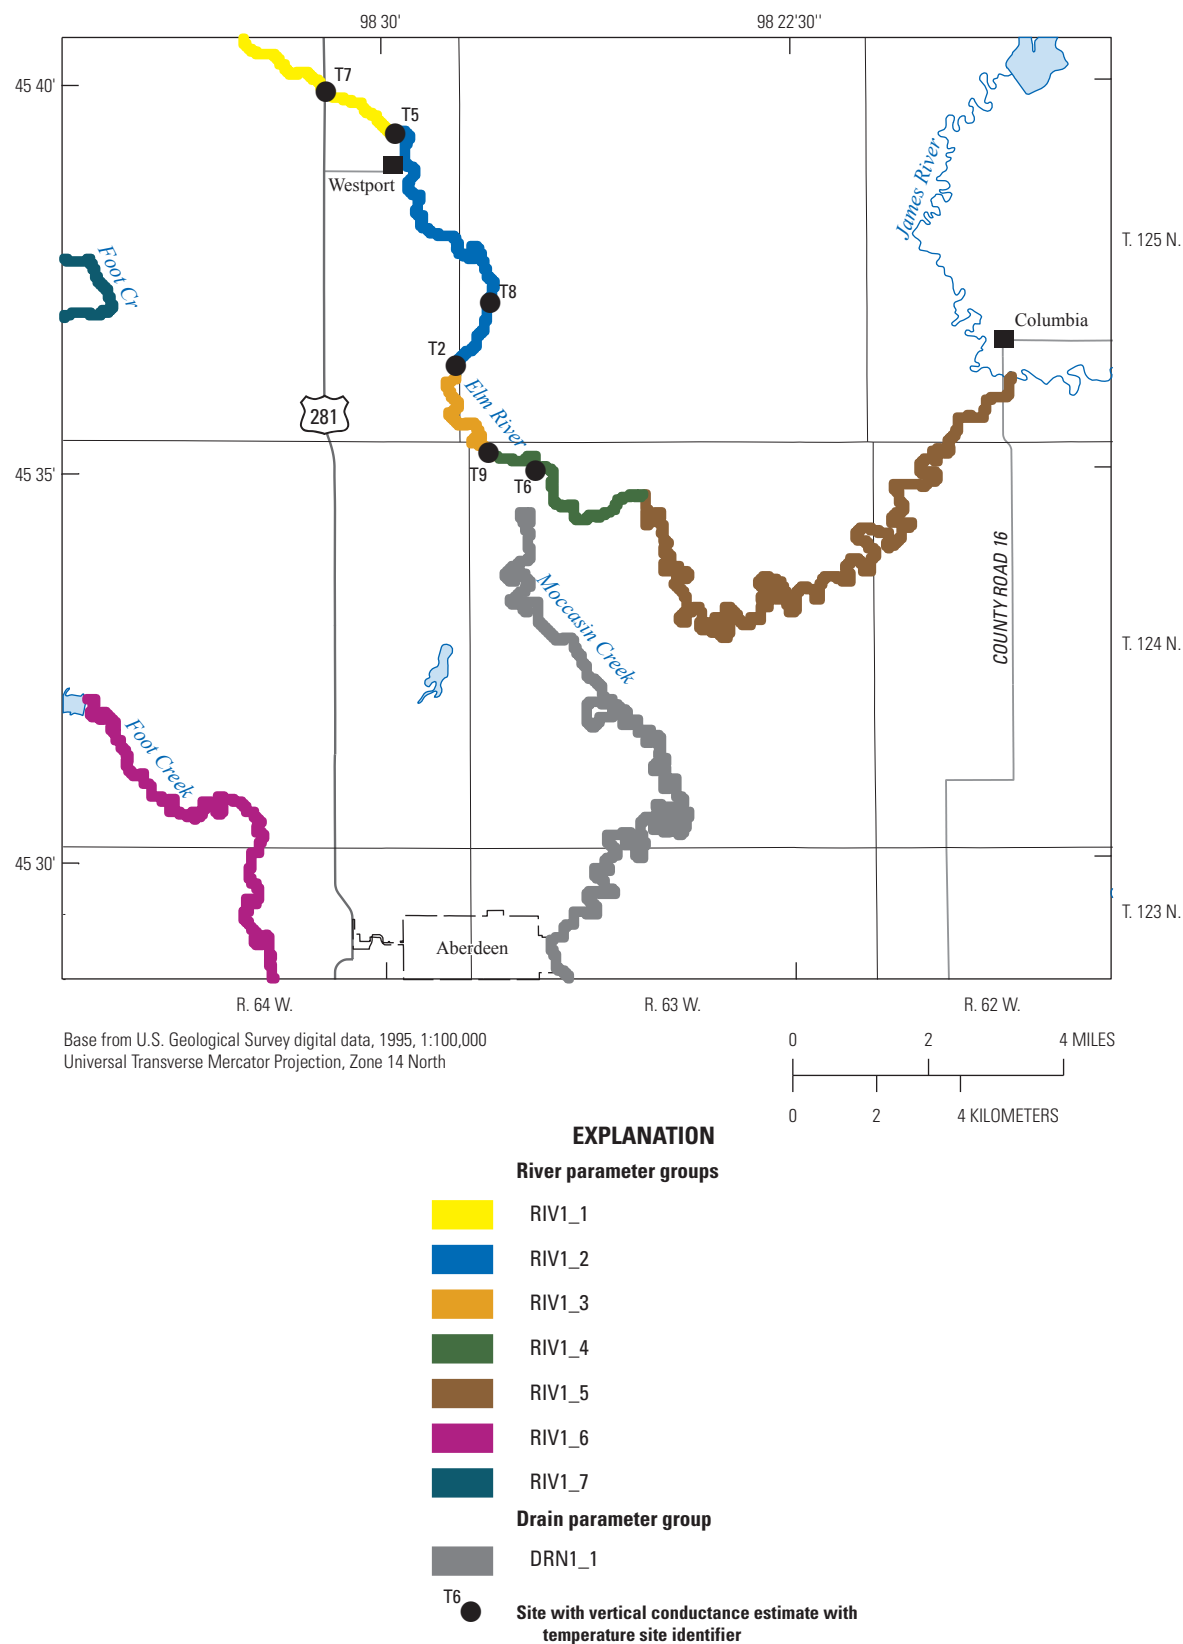 98 30'
98 22'30''
45 40'
T7
T5
Westport
James River
T. 125 N.
Foot Cr
T8
Columbia
T2
Elm River
281
T9
T6
45 35'
COUNTY ROAD 16
Moccasin Creek
T. 124 N.
Foot Creek
45 30'
T. 123 N.
Aberdeen
R. 64 W.
R. 63 W.
R. 62 W.
Base from U.S. Geological Survey digital data, 1995, 1:100,000
Universal Transverse Mercator Projection, Zone 14 North
0 2 4 MILES
0 2 4 KILOMETERS
EXPLANATION
River parameter groups
RIV1_1
RIV1_2
RIV1_3
RIV1_4
RIV1_5
RIV1_6
RIV1_7
Drain parameter group
DRN1_1
T6
Site with vertical conductance estimate with
temperature site identifier